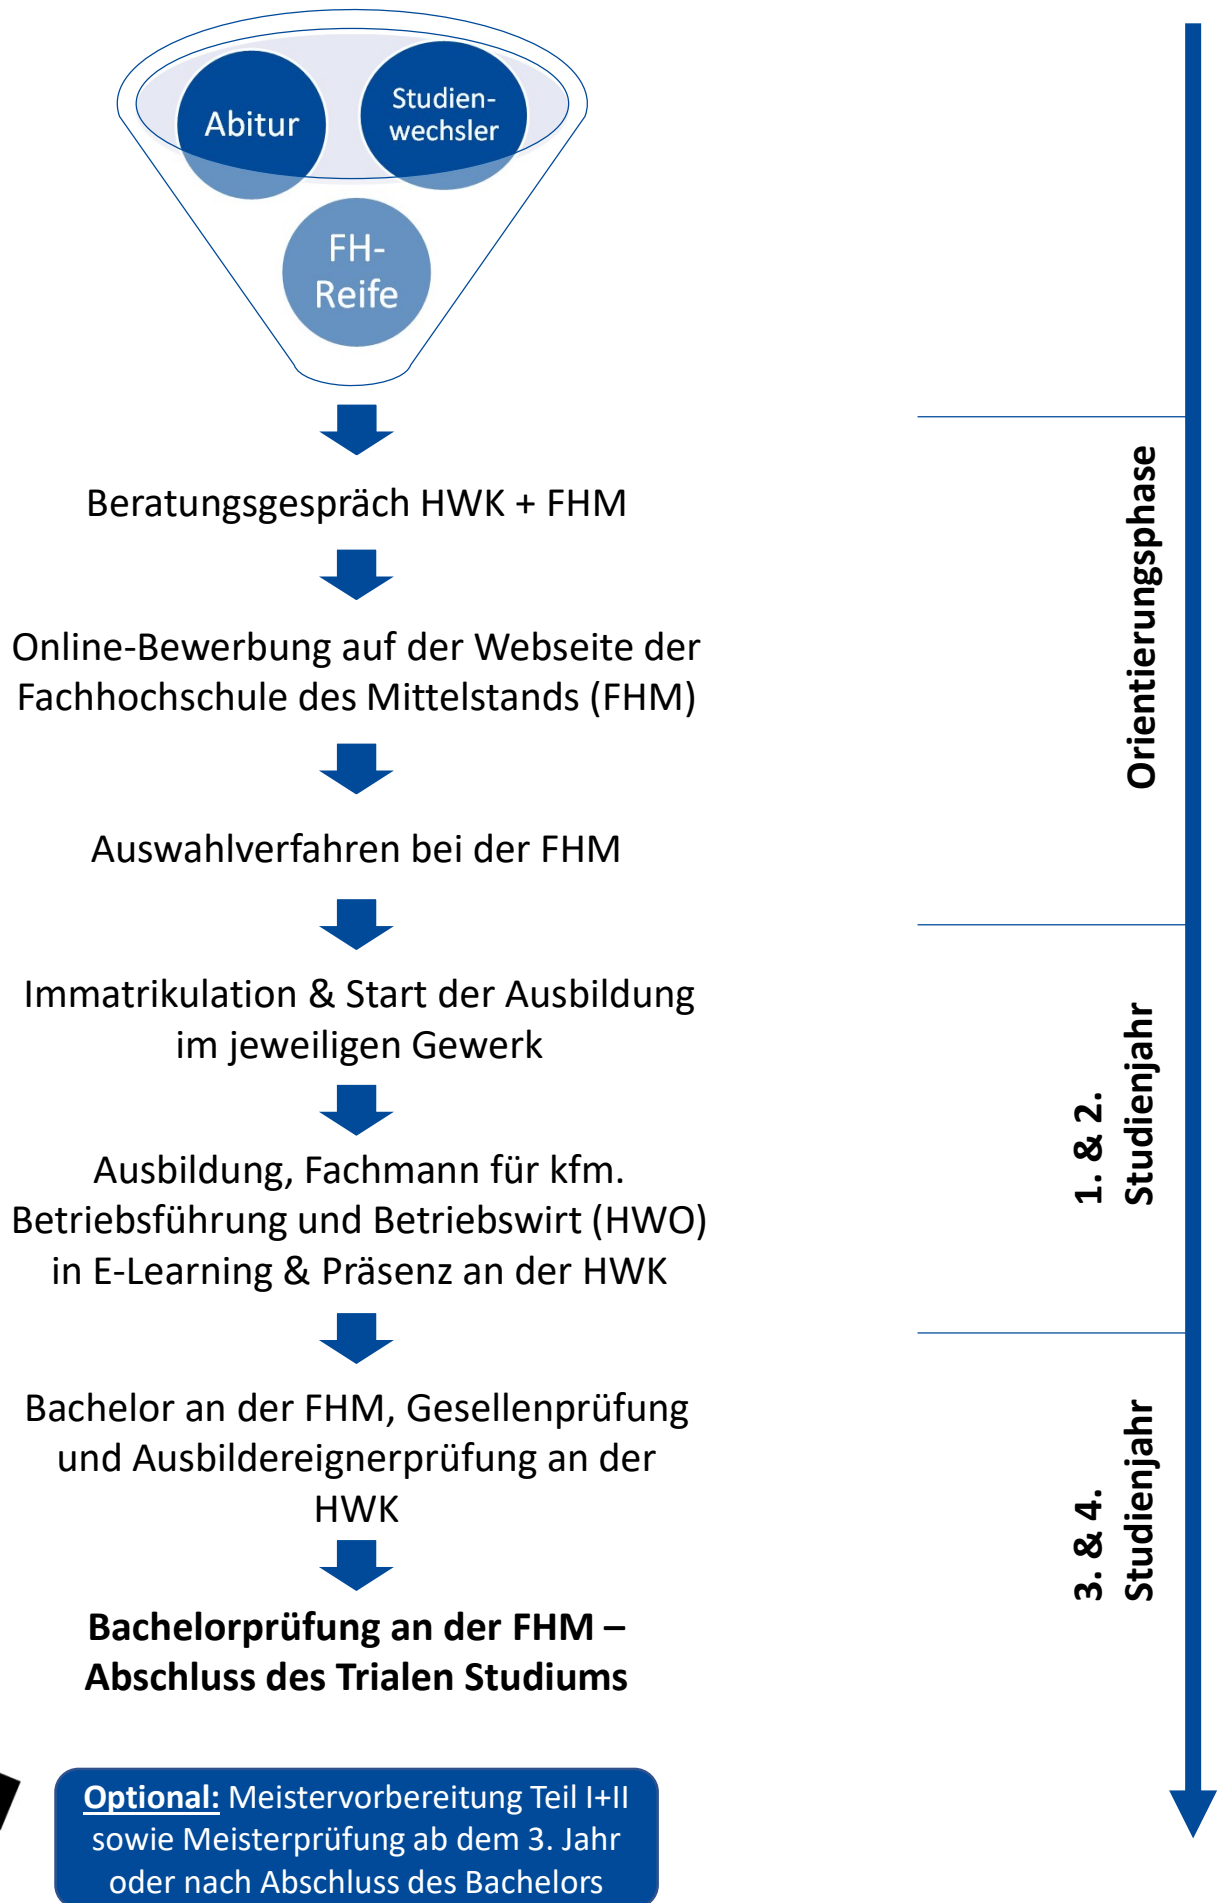 Abitur
Studien-
wechsler
FH-
Reife
Beratungsgespräch HWK + FHM
Online-Bewerbung auf der Webseite der
Fachhochschule des Mittelstands (FHM)
Auswahlverfahren bei der FHM
Orientierungsphase
Immatrikulation & Start der Ausbildung
im jeweiligen Gewerk
Ausbildung, Fachmann für kfm.
Betriebsführung und Betriebswirt (HWO)
in E-Learning & Präsenz an der HWK
1. & 2.
Studienjahr
Bachelor an der FHM, Gesellenprüfung
und Ausbildereignerprüfung an der
HWK
Bachelorprüfung an der FHM –
Abschluss des Trialen Studiums
3. & 4.
Studienjahr
Optional: Meistervorbereitung Teil I+II
sowie Meisterprüfung ab dem 3. Jahr
oder nach Abschluss des Bachelors